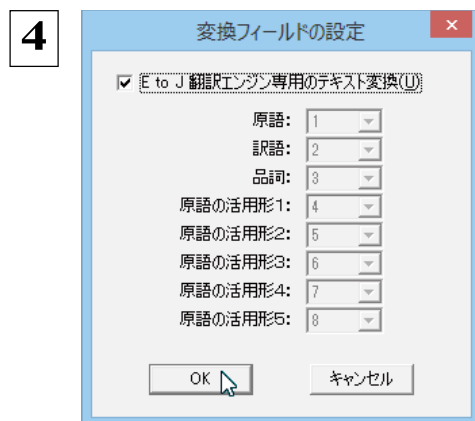 4
変換フィールドの設定
×
E to J 翻訳エンジン専用のテキスト変換(U)
原語: 1
訳語: 2
品詞: 3
原語の活用形1: 4
原語の活用形2: 5
原語の活用形3: 6
原語の活用形4: 7
原語の活用形5: 8
OK キャンセル